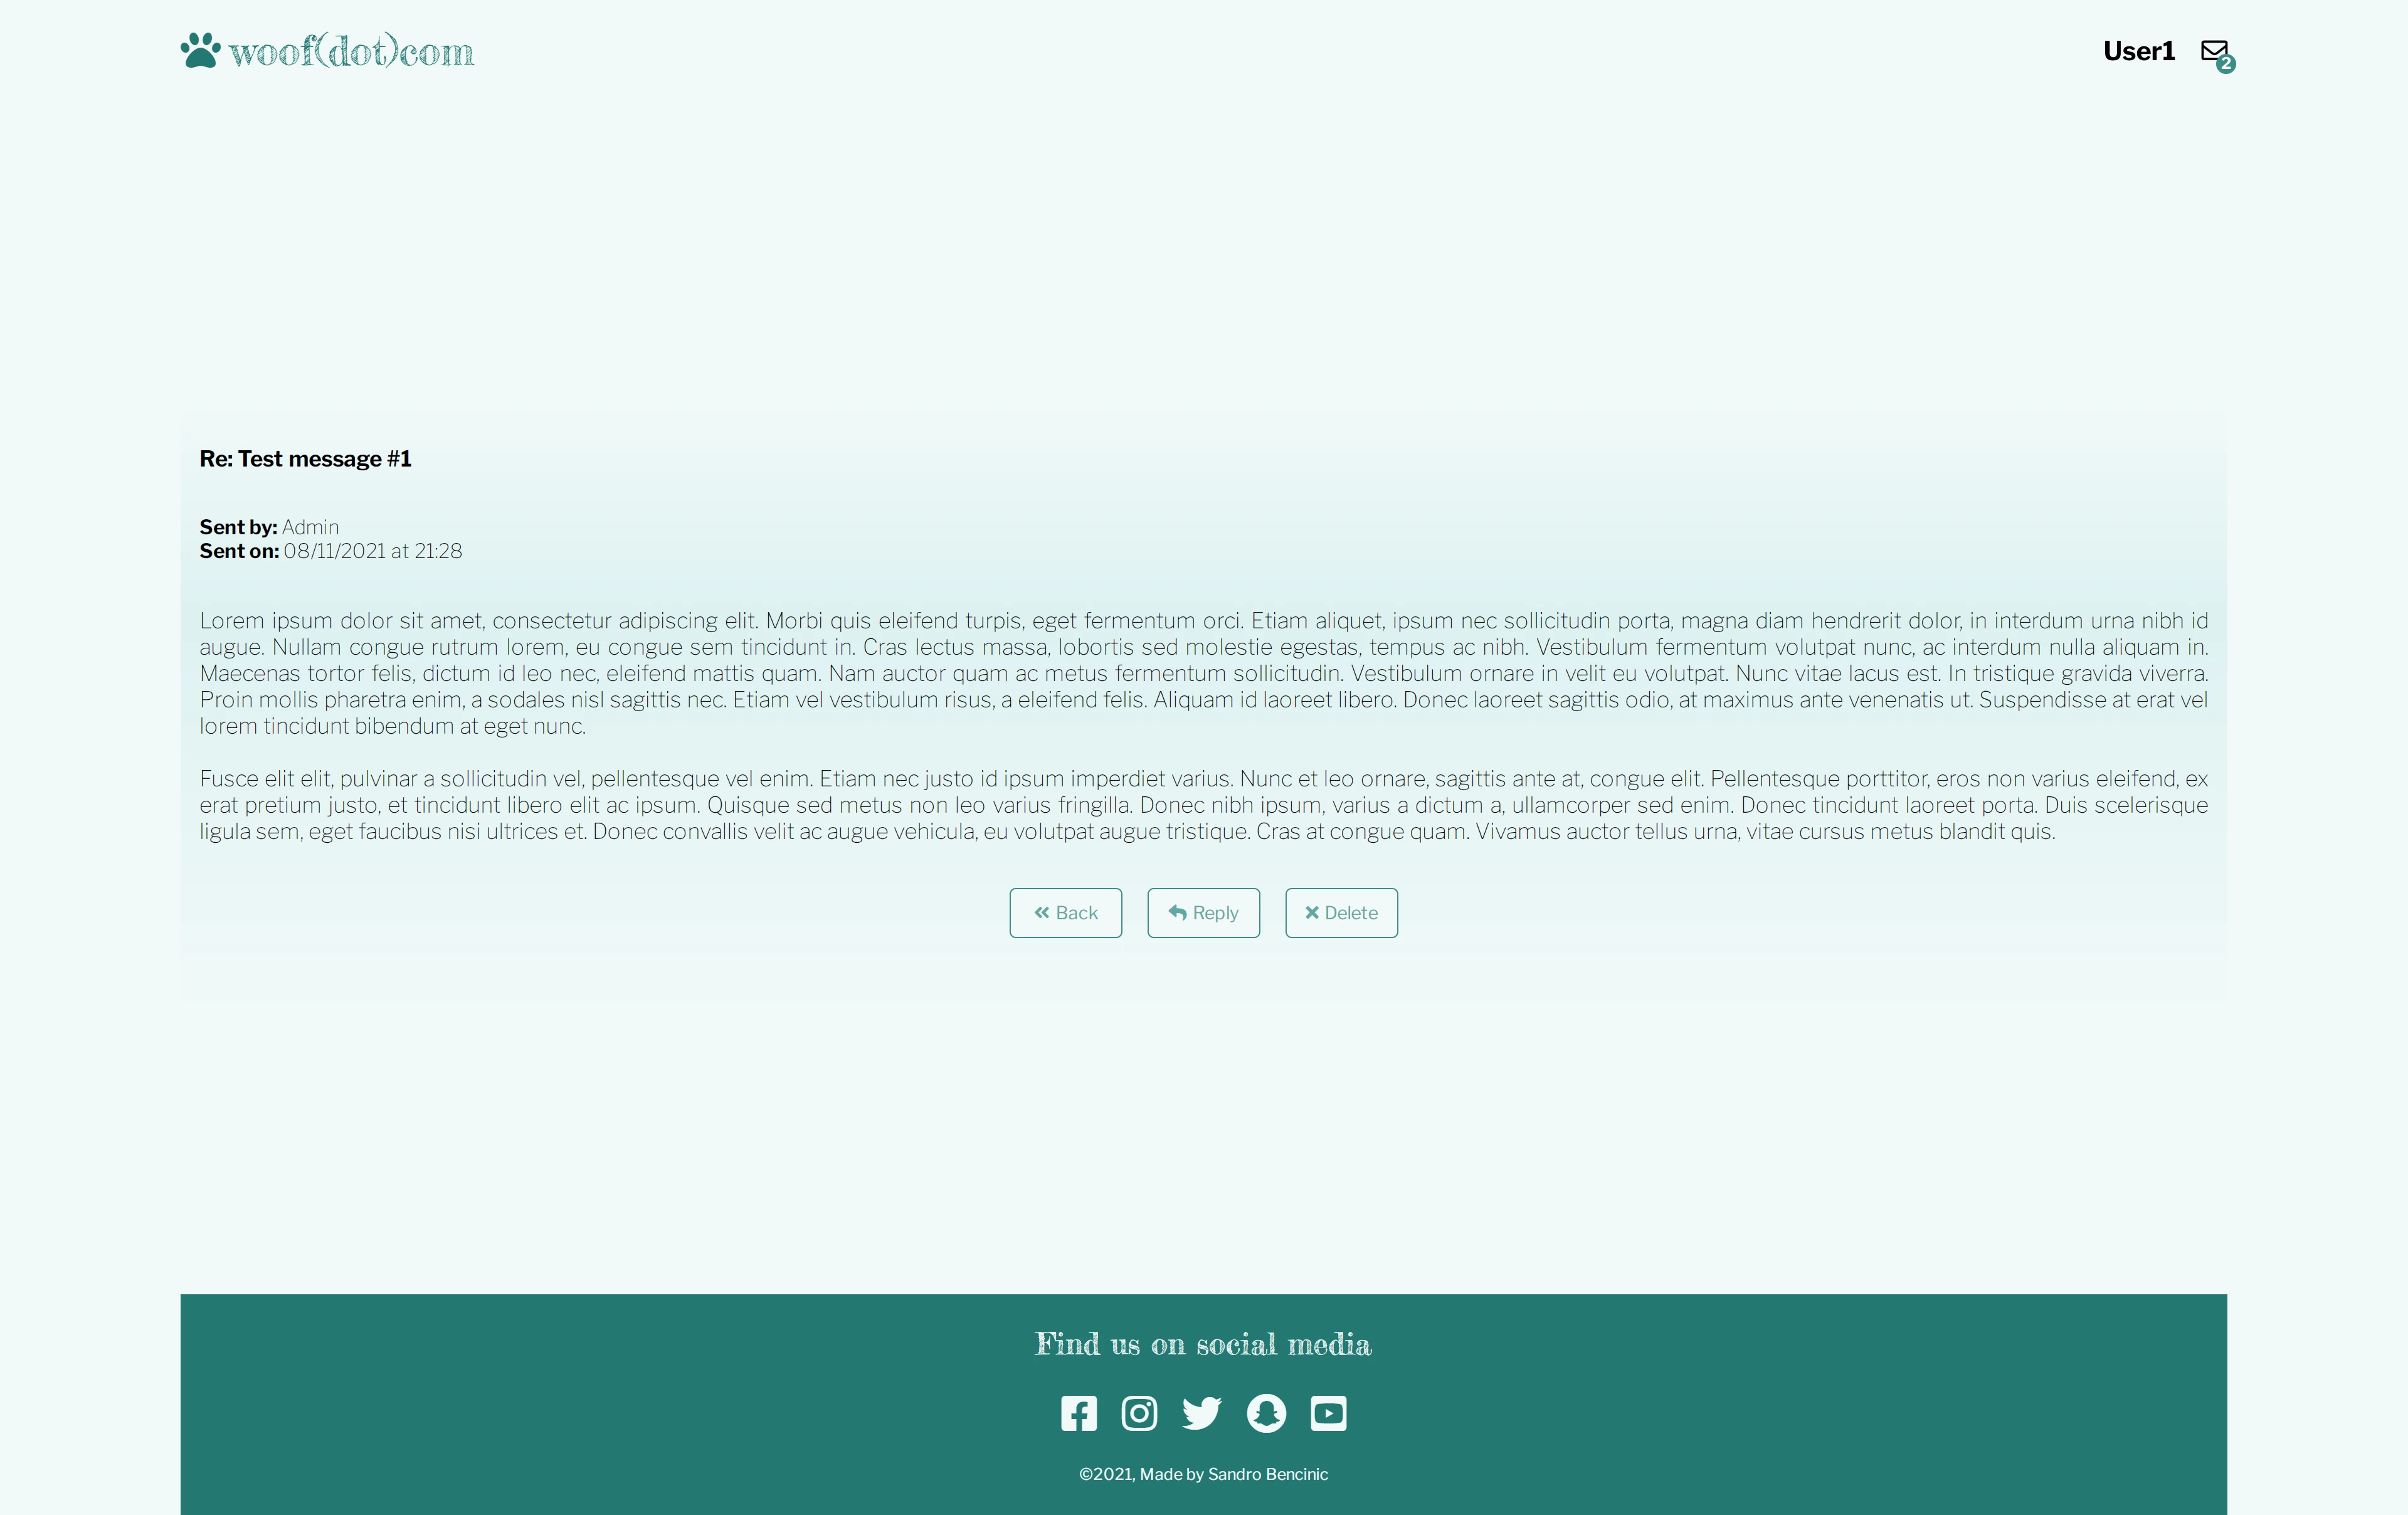 woof(dot)com
User1
2
Re: Test message #1
Sent by: Admin
Sent on: 08/11/2021 at 21:28
Lorem ipsum dolor sit amet, consectetur adipiscing elit. Morbi quis eleifend turpis, eget fermentum orci. Etiam aliquet, ipsum nec sollicitudin porta, magna diam hendrerit dolor, in interdum urna nibh id
augue. Nullam congue rutrum lorem, eu congue sem tincidunt in. Cras lectus massa, lobortis sed molestie egestas, tempus ac nibh. Vestibulum fermentum volutpat nunc, ac interdum nulla aliquam in.
Maecenas tortor felis, dictum id leo nec, eleifend mattis quam. Nam auctor quam ac metus fermentum sollicitudin. Vestibulum ornare in velit eu volutpat. Nunc vitae lacus est. In tristique gravida viverra.
Proin mollis pharetra enim, a sodales nisl sagittis nec. Etiam vel vestibulum risus, a eleifend felis. Aliquam id laoreet libero. Donec laoreet sagittis odio, at maximus ante venenatis ut. Suspendisse at erat vel
lorem tincidunt bibendum at eget nunc.
Fusce elit elit, pulvinar a sollicitudin vel, pellentesque vel enim. Etiam nec justo id ipsum imperdiet varius. Nunc et leo ornare, sagittis ante at, congue elit. Pellentesque porttitor, eros non varius eleifend, ex
erat pretium justo, et tincidunt libero elit ac ipsum. Quisque sed metus non leo varius fringilla. Donec nibh ipsum, varius a dictum a, ullamcorper sed enim. Donec tincidunt laoreet porta. Duis scelerisque
ligula sem, eget faucibus nisi ultrices et. Donec convallis velit ac augue vehicula, eu volutpat augue tristique. Cras at congue quam. Vivamus auctor tellus urna, vitae cursus metus blandit quis.
Back
Reply
Delete
Find us on social media
©2021, Made by Sandro Bencinic